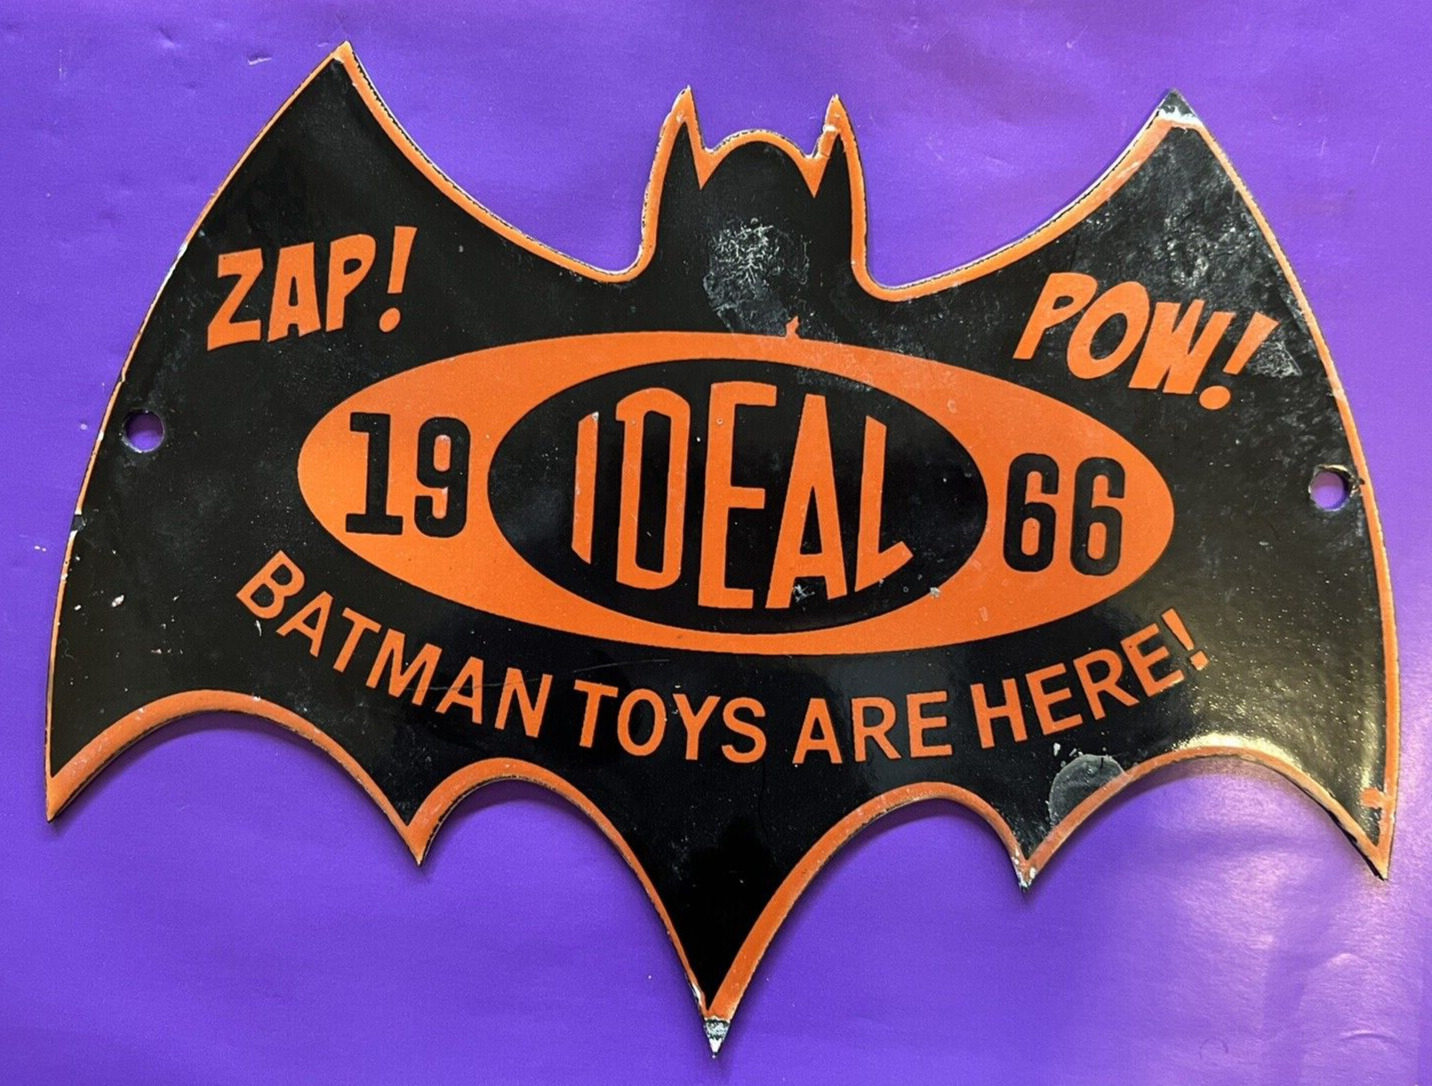 ZAP!
POW!
19 IDEAL 66
BATMAN TOYS ARE HERE!